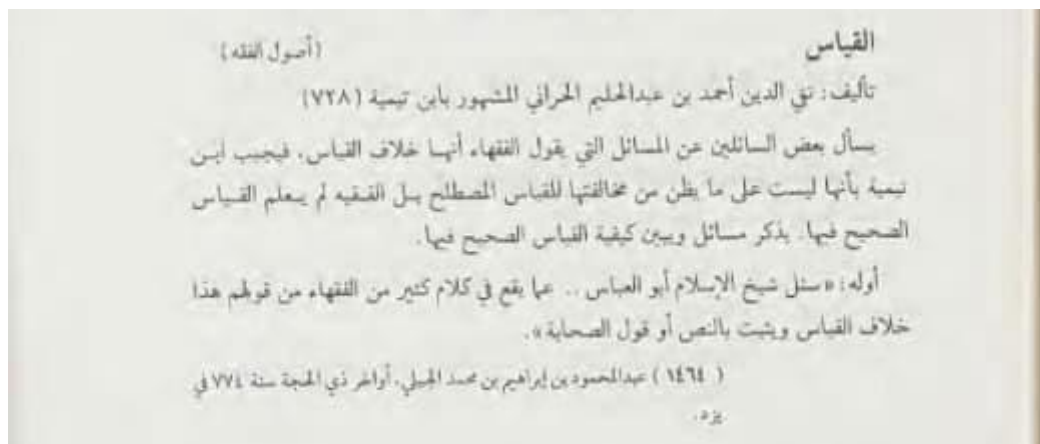 القياس (أصول الفقه)
تأليف: تقي الدين أحمد بن عبدالحليم الحراني المشهور بابن تيمية (٧٢٨)
يسأل بعض السائلين عن المسائل التي يقول الفقهاء أنها خلاف القياس، فيجيب ابن
تيمية بأنها ليست على ما يظن من مخالفتها للقياس المصطلح بل الفقيه لم يعلم القياس
الصحيح فيها. يذكر مسائل ويبين كيفية القياس الصحيح فيها.
أوله: «سئل شيخ الإسلام أبو العباس .. عما يقع في كلام كثير من الفقهاء من قولهم هذا
خلاف القياس ويثبت بالنص أو قول الصحابة».
( ١٤٦٤ ) عبدالمحمود بن إبراهيم بن محمد الجيلي، أواخر ذي الحجة سنة ٧٧٤ في
يزد.